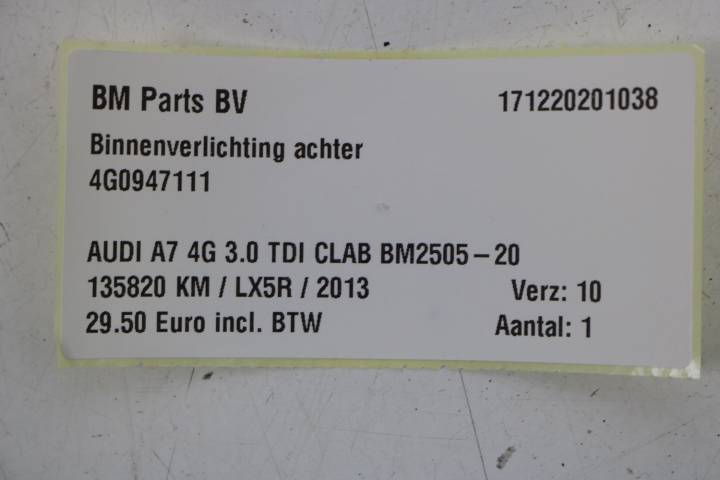 BM Parts BV 171220201038
Binnenverlichting achter
4G0947111
AUDI A7 4G 3.0 TDI CLAB BM2505-20
135820 KM / LX5R / 2013 Verz: 10
29.50 Euro incl. BTW Aantal: 1